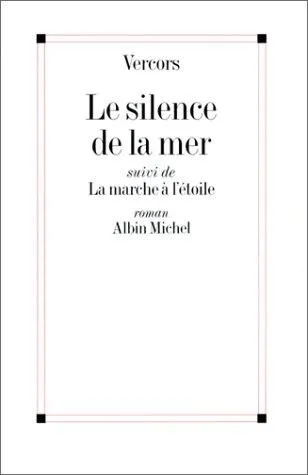 Vercors
Le silence
de la mer
suivi de
La marche à l'étoile
roman
Albin Michel